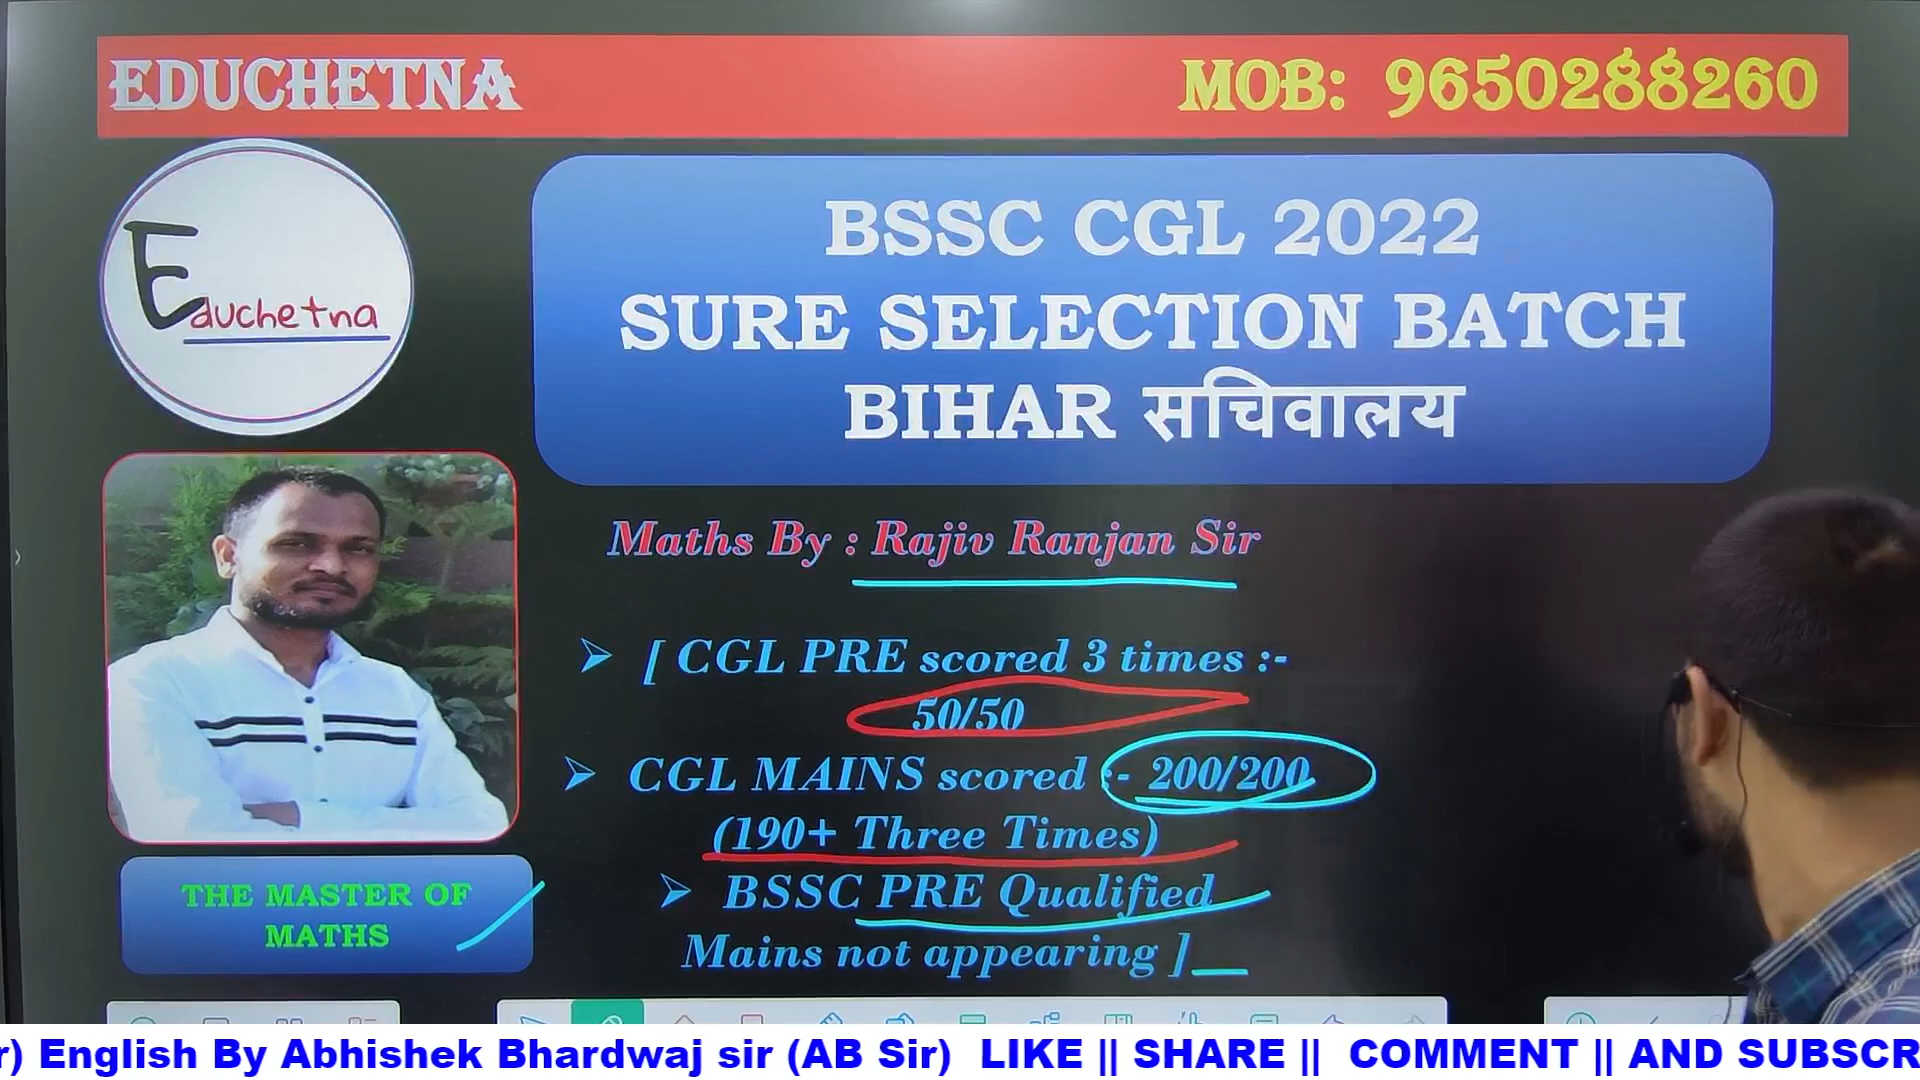 EDUCHETNA MOB: 9650288260
Educhetna
BSSC CGL 2022
SURE SELECTION BATCH
BIHAR सचिवालय
Maths By : Rajiv Ranjan Sir
[ CGL PRE scored 3 times :-
50/50
CGL MAINS scored :- 200/200
(190+ Three Times)
BSSC PRE Qualified
Mains not appearing ]
THE MASTER OF
MATHS
r) English By Abhishek Bhardwaj sir (AB Sir) LIKE || SHARE || COMMENT || AND SUBSCR